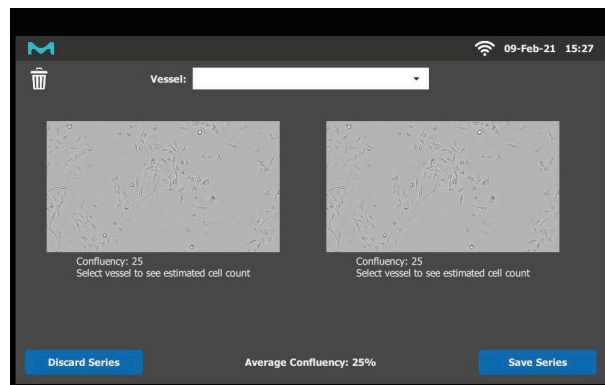 09-Feb-21 15:27
Vessel:
Confluency: 25
Select vessel to see estimated cell count
Confluency: 25
Select vessel to see estimated cell count
Discard Series
Average Confluency: 25%
Save Series